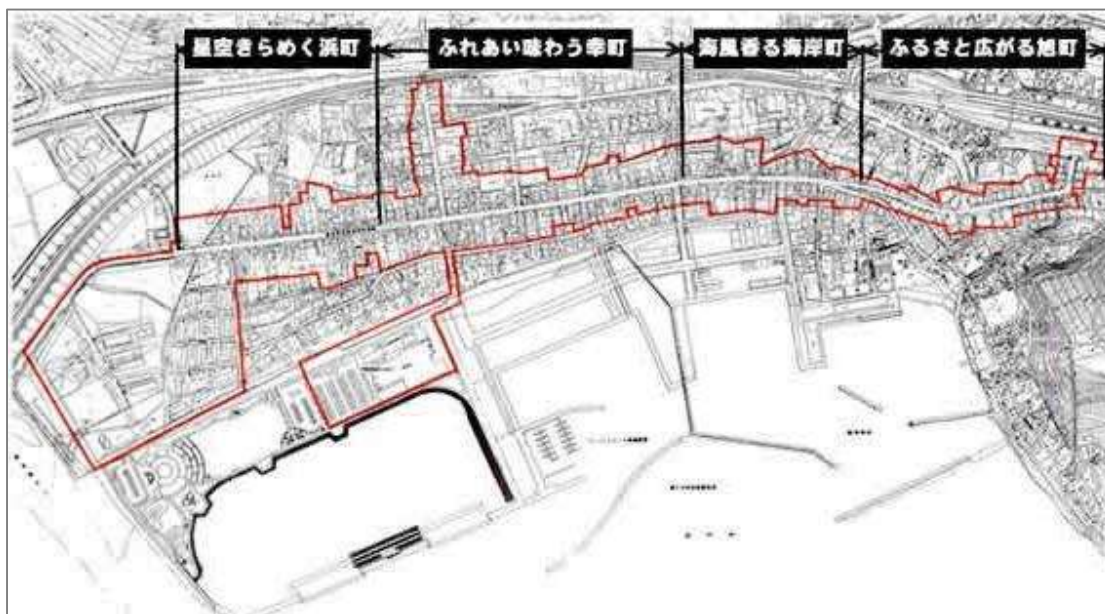 星空きらめく浜町
ふれあい味わう幸町
海風香る海岸町
ふるさと広がる旭町